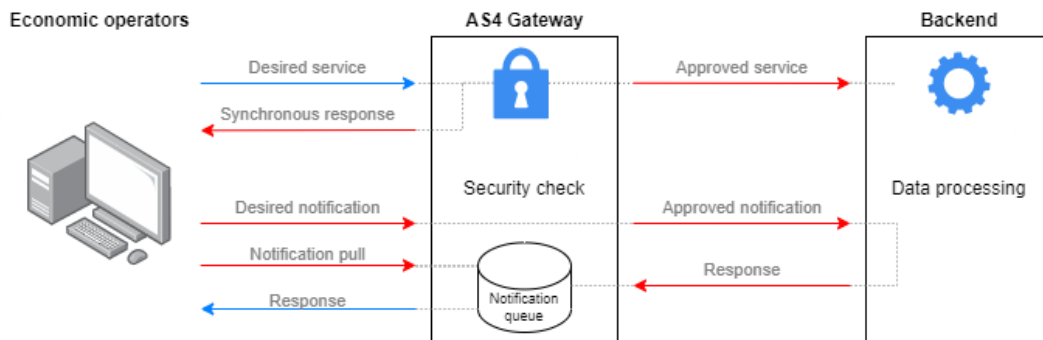 Economic operators
AS4 Gateway
Backend
Desired service
Approved service
Synchronous response
Security check
Data processing
Desired notification
Approved notification
Notification pull
Response
Response
Notification
queue